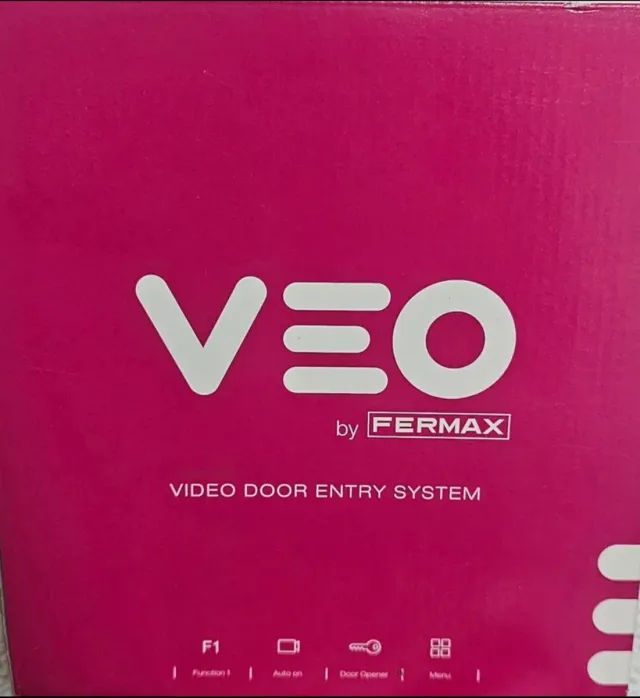 VEO
by FERMAX
VIDEO DOOR ENTRY SYSTEM
F1
Function 1 Auto on Door Opener Menu